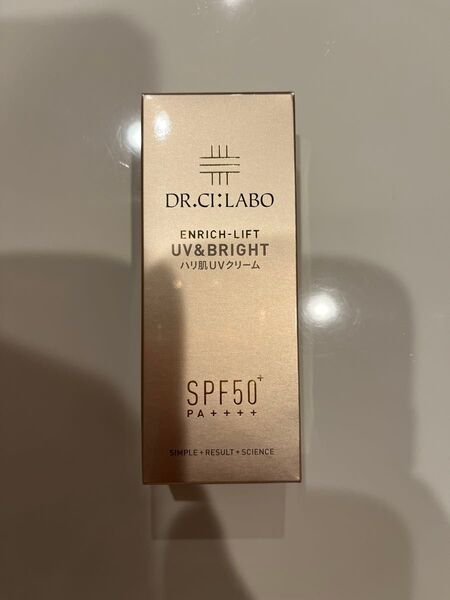 DR.CI:LABO
ENRICH-LIFT
UV&BRIGHT
ハリ肌UVクリーム
SPF50+
PA++++
SIMPLE+RESULT+SCIENCE